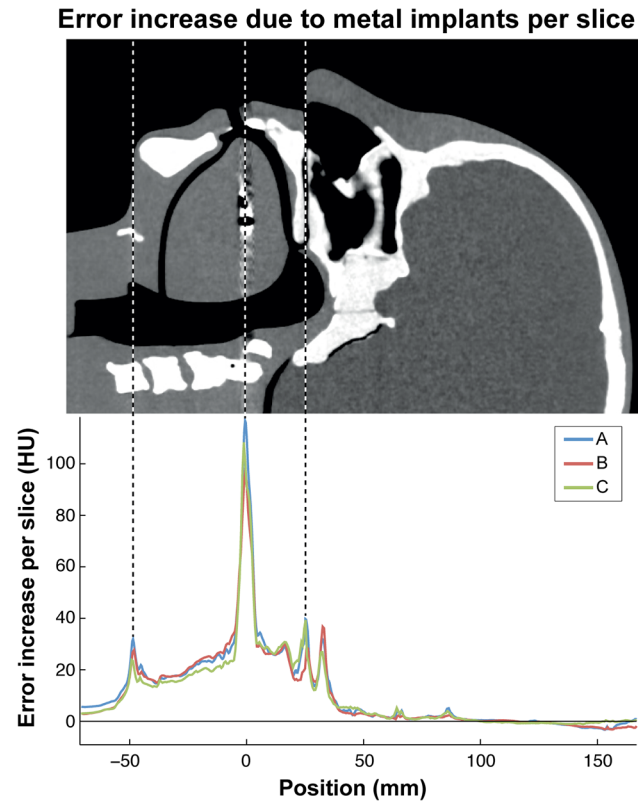 Error increase due to metal implants per slice
A
B
C
Error increase per slice (HU)
100
80
60
40
20
0
−50
0
50
100
150
Position (mm)